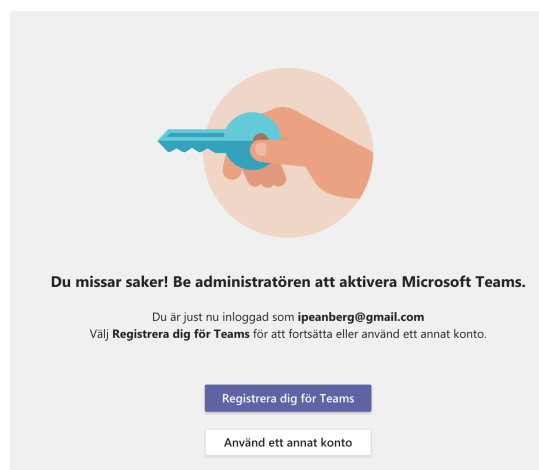 Du missar saker! Be administratören att aktivera Microsoft Teams.
Du är just nu inloggad som ipeanberg@gmail.com
Välj Registrera dig för Teams för att fortsätta eller använd ett annat konto.
Registrera dig för Teams
Använd ett annat konto